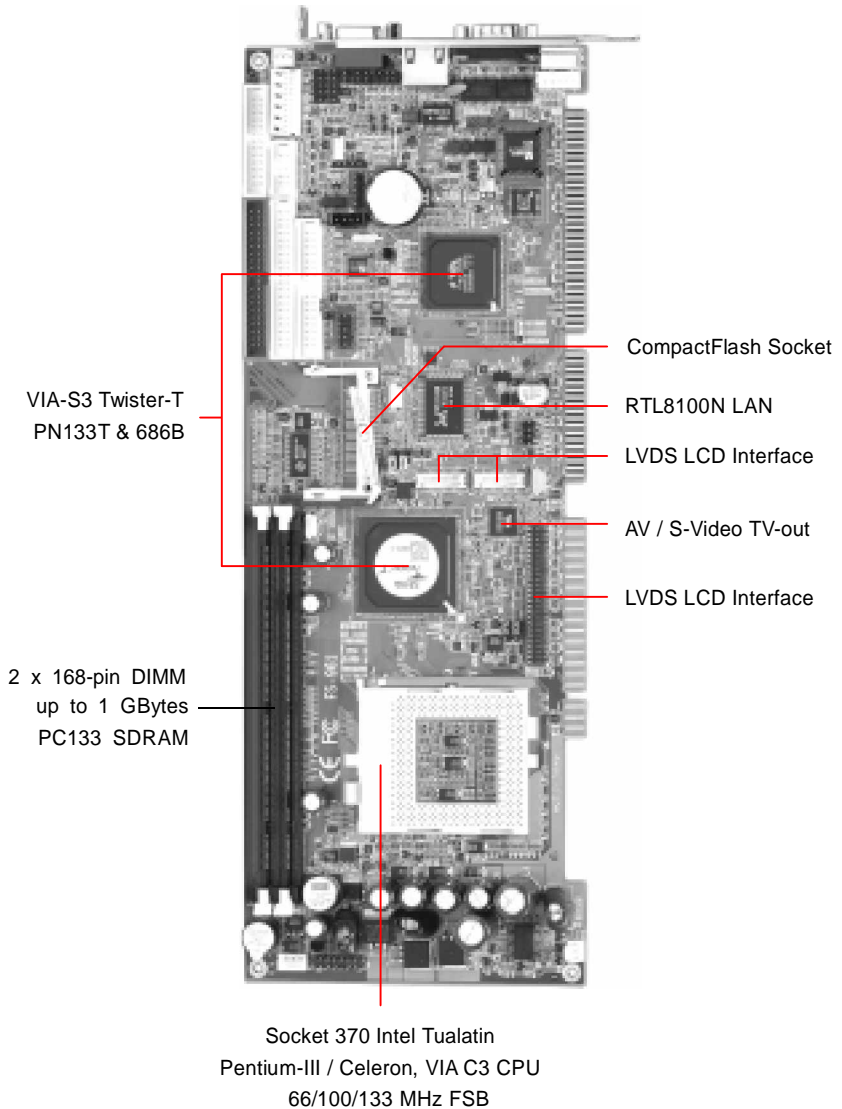 CompactFlash Socket
VIA-S3 Twister-T
PN133T & 686B
RTL8100N LAN
LVDS LCD Interface
AV / S-Video TV-out
LVDS LCD Interface
2 x 168-pin DIMM
up to 1 GBytes
PC133 SDRAM
CE FC
Socket 370 Intel Tualatin
Pentium-III / Celeron, VIA C3 CPU
66/100/133 MHz FSB